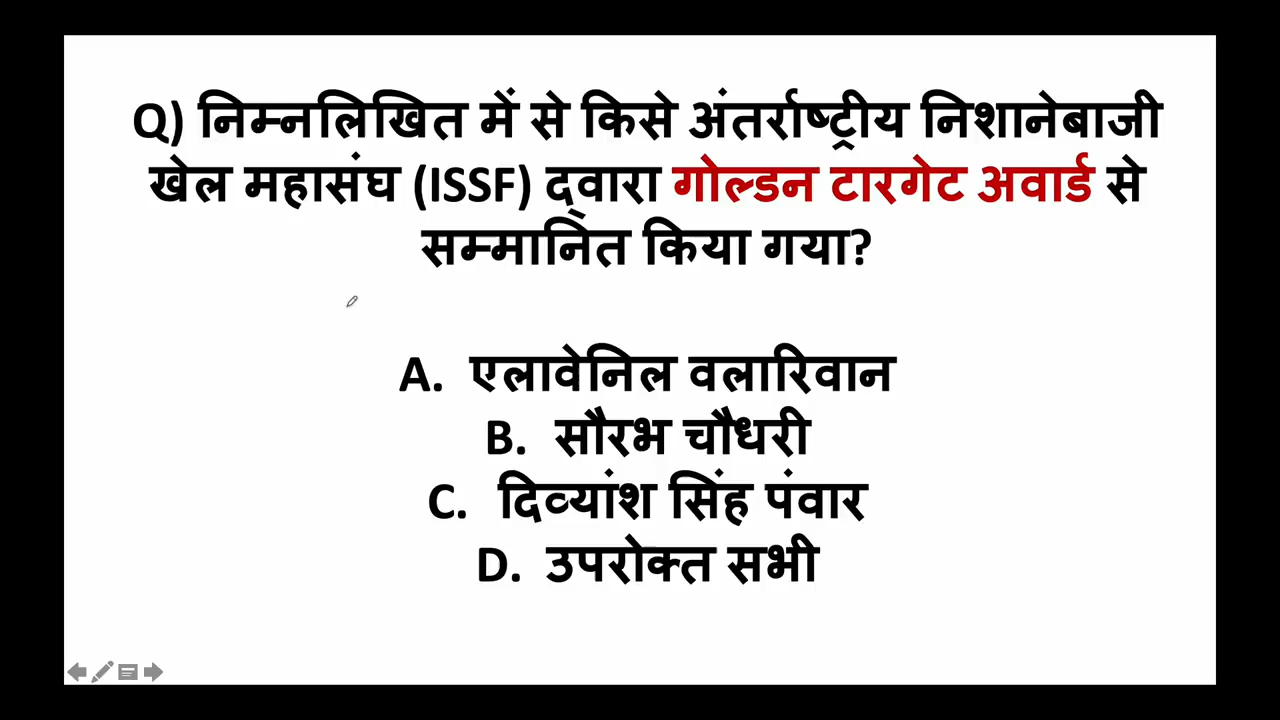 Q) निम्नलिखित में से किसे अंतर्राष्ट्रीय निशानेबाजी
खेल महासंघ (ISSF) द्वारा गोल्डन टारगेट अवार्ड से
सम्मानित किया गया?
A. एलावेनिल वलारिवान
B. सौरभ चौधरी
C. दिव्यांश सिंह पंवार
D. उपरोक्त सभी